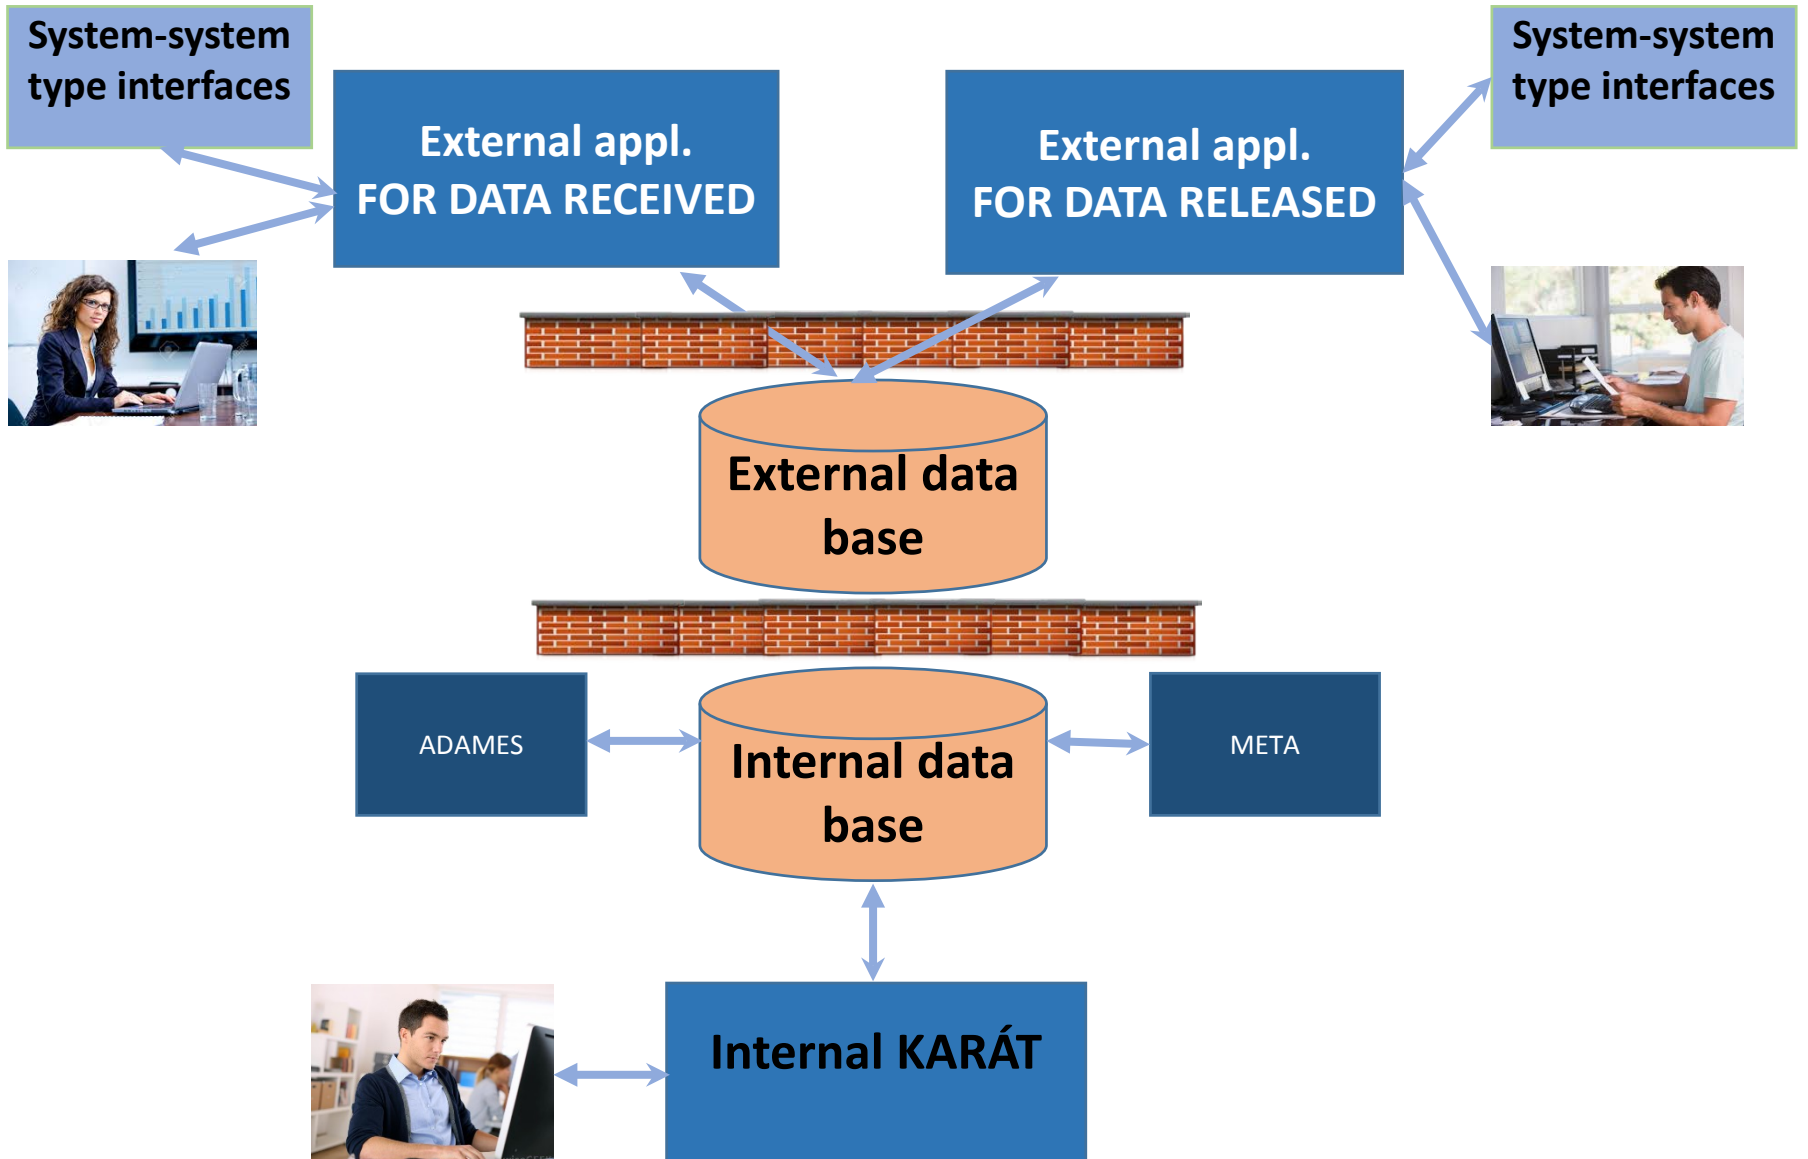 System-system
type interfaces
System-system
type interfaces
External appl.
FOR DATA RECEIVED
External appl.
FOR DATA RELEASED
External data
base
ADAMES
Internal data
base
META
Internal KARÁT